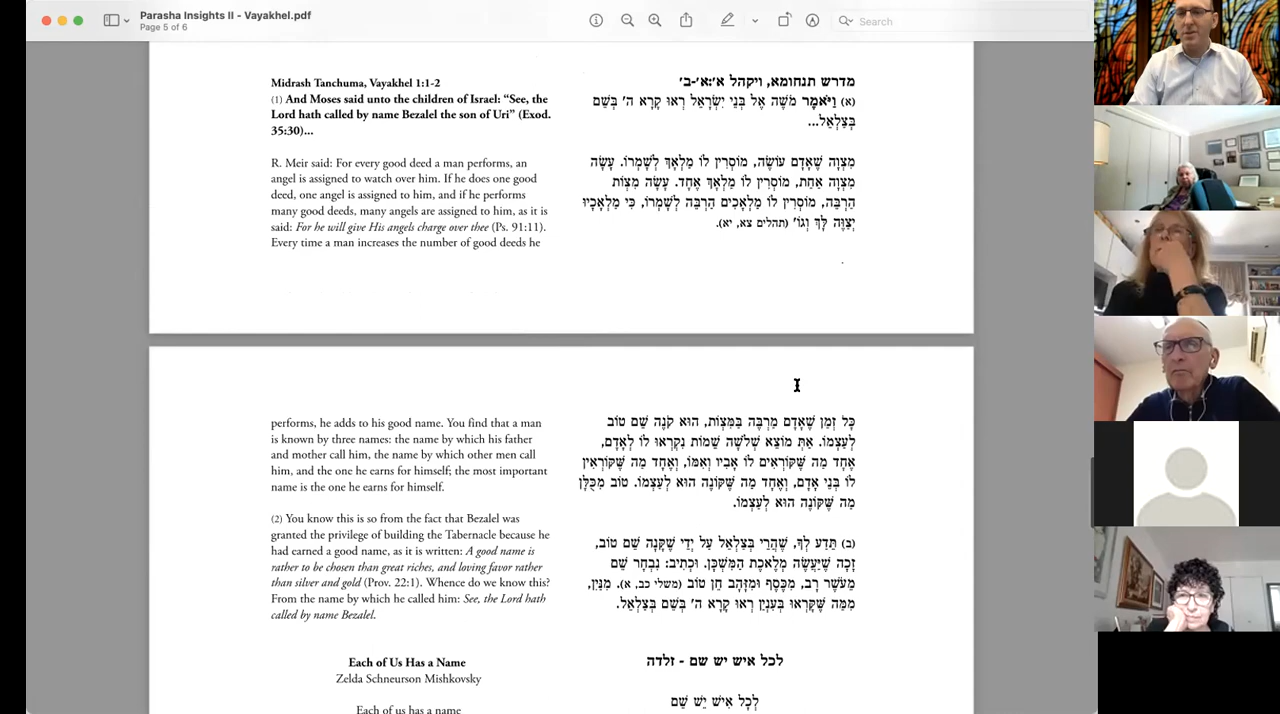 Parasha Insights II - Vayakhel.pdf
Page 5 of 6
Search
Midrash Tanchuma, Vayakhel 1:1-2
(1) And Moses said unto the children of Israel: “See, the
Lord hath called by name Bezalel the son of Uri” (Exod.
35:30)...
R. Meir said: For every good deed a man performs, an
angel is assigned to watch over him. If he does one good
deed, one angel is assigned to him, and if he performs
many good deeds, many angels are assigned to him, as it is
said: For he will give His angels charge over thee (Ps. 91:11).
Every time a man increases the number of good deeds he
מדרש תנחומא, ויקהל א׳:א׳-ב׳
(א) וַיֹּאמֶר מֹשֶׁה אֶל בְּנֵי יִשְׂרָאֵל רְאוּ קָרָא ה׳ בְּשֵׁם
בְּצַלְאֵל...
מִצְוָה שֶׁאָדָם עוֹשֶׂה, מוֹסְרִין לוֹ מַלְאָךְ לְשָׁמְרוֹ. עָשָׂה
מִצְוָה אַחַת, מוֹסְרִין לוֹ מַלְאָךְ אֶחָד. עָשָׂה מִצְוֹת
הַרְבֵּה, מוֹסְרִין לוֹ מַלְאָכִים הַרְבֵּה לְשָׁמְרוֹ, כִּי מַלְאָכָיו
יְצַוֶּה לָּךְ וְגוֹ׳ (תהלים צא, יא).
performs, he adds to his good name. You find that a man
is known by three names: the name by which his father
and mother call him, the name by which other men call
him, and the one he earns for himself; the most important
name is the one he earns for himself.
(2) You know this is so from the fact that Bezalel was
granted the privilege of building the Tabernacle because he
had earned a good name, as it is written: A good name is
rather to be chosen than great riches, and loving favor rather
than silver and gold (Prov. 22:1). Whence do we know this?
From the name by which he called him: See, the Lord hath
called by name Bezalel.
כָּל זְמַן שֶׁאָדָם מַרְבֶּה בְּמִצְוֹת, הוּא קֹנֶה שֵׁם טוֹב
לְעַצְמוֹ. אַתְּ מוֹצֵא שְׁלֹשָׁה שֵׁמוֹת נִקְרְאוּ לוֹ לְאָדָם,
אֶחָד מַה שֶּׁקּוֹרְאִים לוֹ אָבִיו וְאִמּוֹ, וְאֶחָד מַה שֶּׁקּוֹרְאִין
לוֹ בְּנֵי אָדָם, וְאֶחָד מַה שֶּׁקּוֹנֶה הוּא לְעַצְמוֹ. טוֹב מִכֻּלָּן
מַה שֶּׁקּוֹנֶה הוּא לְעַצְמוֹ.
(ב) תֵּדַע לְךָ, שֶׁהֲרֵי בְּצַלְאֵל עַל יְדֵי שֶׁקָּנָה שֵׁם טוֹב,
זָכָה שֶׁיַּעֲשֶׂה מְלֶאכֶת הַמִּשְׁכָּן. וּכְתִיב: נִבְחָר שֵׁם
מֵעֹשֶׁר רָב, מִכֶּסֶף וּמִזָּהָב חֵן טוֹב (משלי כב, א). מִנַּיִן,
מִמַּה שֶּׁקָּרְאוּ בְּעִנְיָן רְאוּ קָרָא ה׳ בְּשֵׁם בְּצַלְאֵל.
Each of Us Has a Name
Zelda Schneurson Mishkovsky
Each of us has a name
לכל איש יש שם - זלדה
לְכָל אִישׁ יֵשׁ שֵׁם